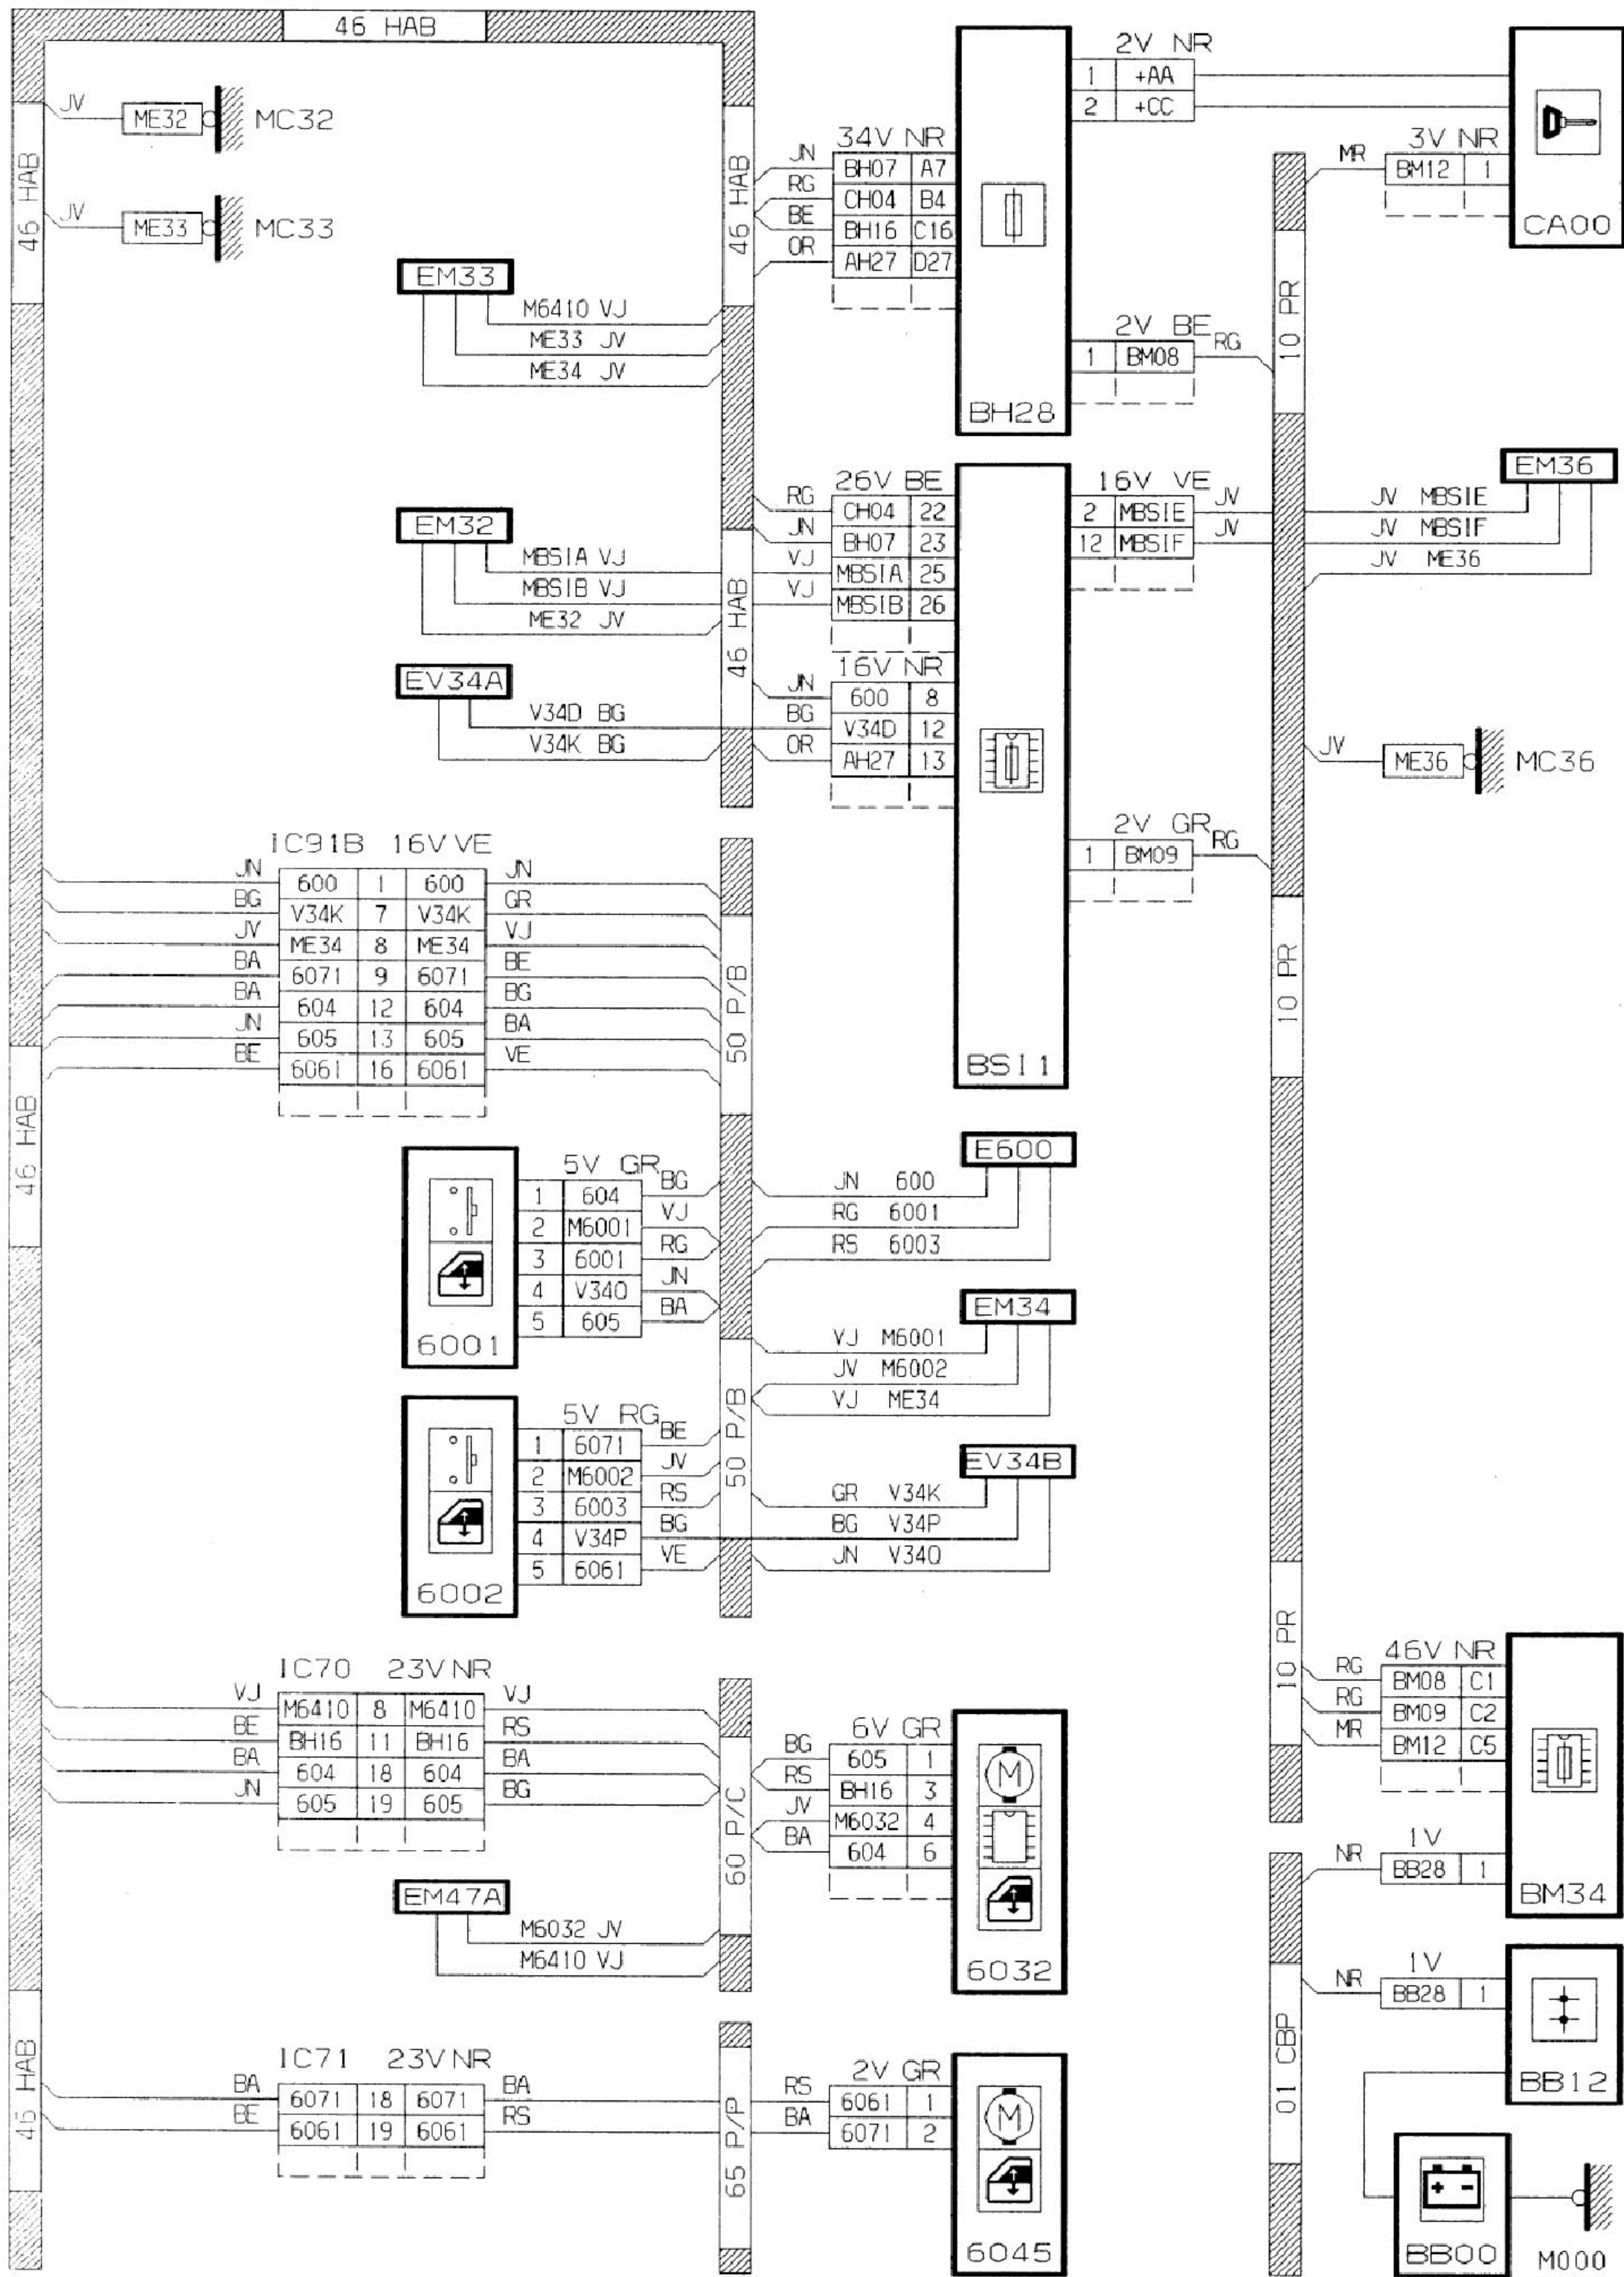 46 HAB
46 HAB
JV
ME32
MC32
JV
ME33
MC33
EM33
M6410 VJ
ME33 JV
ME34 JV
46 HAB
JN
RG
BE
OR
34V NR
BH07 A7
CH04 B4
BH16 C16
AH27 D27
BH28
2V NR
1 +AA
2 +CC
2V BE
RG
1 BM08
10 PR
MR
3V NR
BM12 1
CA00
EM32
MBSIA VJ
MBSIB VJ
ME32 JV
EV34A
V34D BG
V34K BG
46 HAB
RG
JN
VJ
VJ
26V BE
CH04 22
BH07 23
MBSIA 25
MBSIB 26
JN
BG
OR
16V NR
600 8
V34D 12
AH27 13
BSI1
16V VE
2 MBSIE JV
12 MBSIF JV
2V GR
RG
1 BM09
EM36
JV MBSIE
JV MBSIF
JV ME36
JV
ME36
MC36
10 PR
IC91B 16V VE
JN 600 1 600 JN
BG V34K 7 V34K GR
JV ME34 8 ME34 VJ
BA 6071 9 6071 BE
BA 604 12 604 BG
JN 605 13 605 BA
BE 6061 16 6061 VE
46 HAB
50 P/B
6001
5V GR
1 604 BG
2 M6001 VJ
3 6001 RG
4 V34Q JN
5 605 BA
E600
JN 600
RG 6001
RS 6003
EM34
VJ M6001
JV M6002
VJ ME34
50 P/B
6002
5V RG
1 6071 BE
2 M6002 JV
3 6003 RS
4 V34P BG
5 6061 VE
EV34B
GR V34K
BG V34P
JN V34Q
IC70 23V NR
VJ M6410 8 M6410 VJ
BE BH16 11 BH16 RS
BA 604 18 604 BA
JN 605 19 605 BG
EM47A
M6032 JV
M6410 VJ
60 P/C
6V GR
BG 605 1
RS BH16 3
JV M6032 4
BA 604 6
6032
10 PR
46V NR
RG BM08 C1
RG BM09 C2
MR BM12 C5
1V
NR BB28 1
BM34
46 HAB
IC71 23V NR
BA 6071 18 6071 BA
BE 6061 19 6061 RS
65 P/P
2V GR
RS 6061 1
BA 6071 2
6045
01 CBP
1V
NR BB28 1
BB12
+ -
BB00
M000
M
M